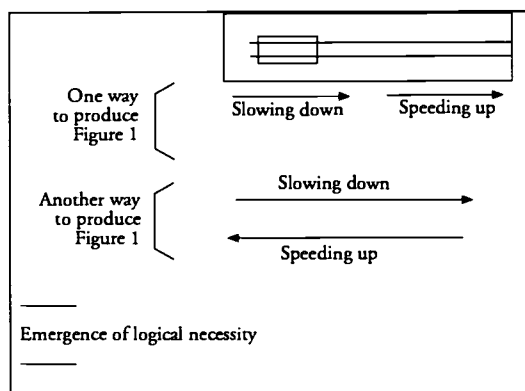 One way
to produce
Figure 1
Slowing down
Speeding up
Another way
to produce
Figure 1
Slowing down
Speeding up
Emergence of logical necessity